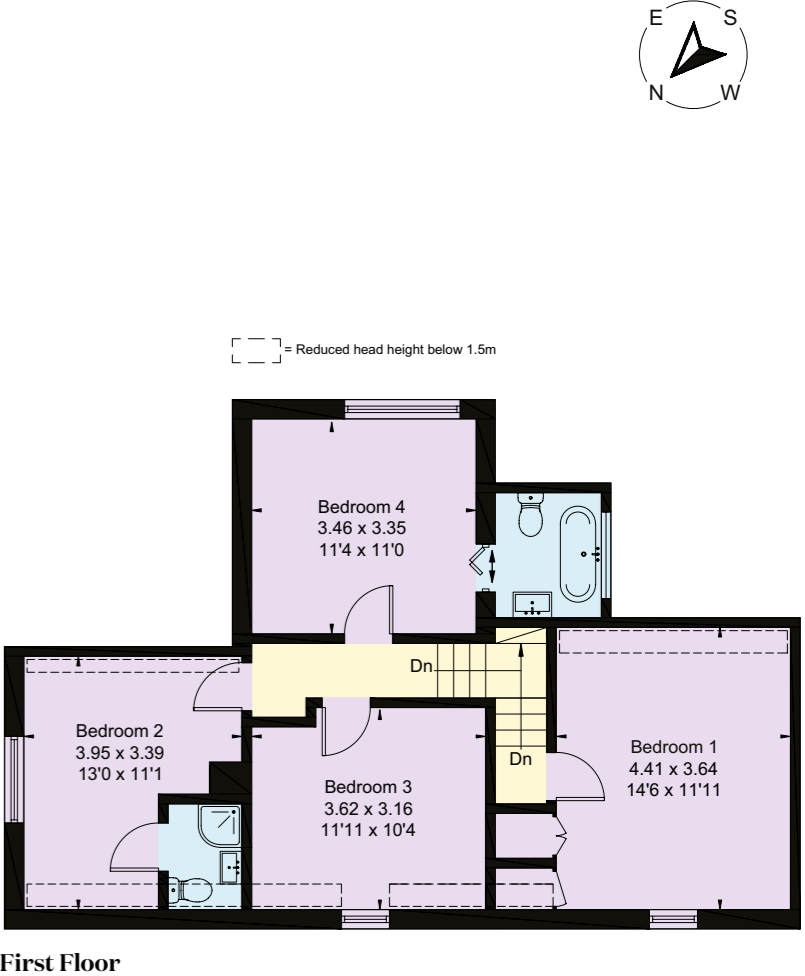 E S
N W
= Reduced head height below 1.5m
Bedroom 4
3.46 x 3.35
11'4 x 11'0
Dn
Bedroom 2
3.95 x 3.39
13'0 x 11'1
Dn
Bedroom 1
4.41 x 3.64
14'6 x 11'11
Bedroom 3
3.62 x 3.16
11'11 x 10'4
First Floor